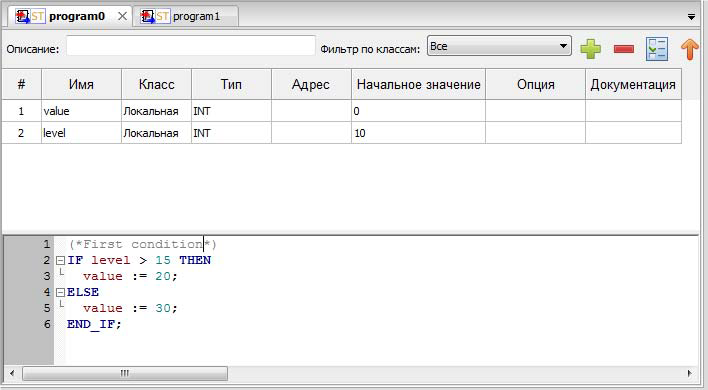 ST program0 ST program1
Описание: Фильтр по классам: Все
# Имя Класс Тип Адрес Начальное значение Опция Документация
1 value Локальная INT 0
2 level Локальная INT 10
1 (*First condition*)
2 IF level > 15 THEN
3 value := 20;
4 ELSE
5 value := 30;
6 END_IF;